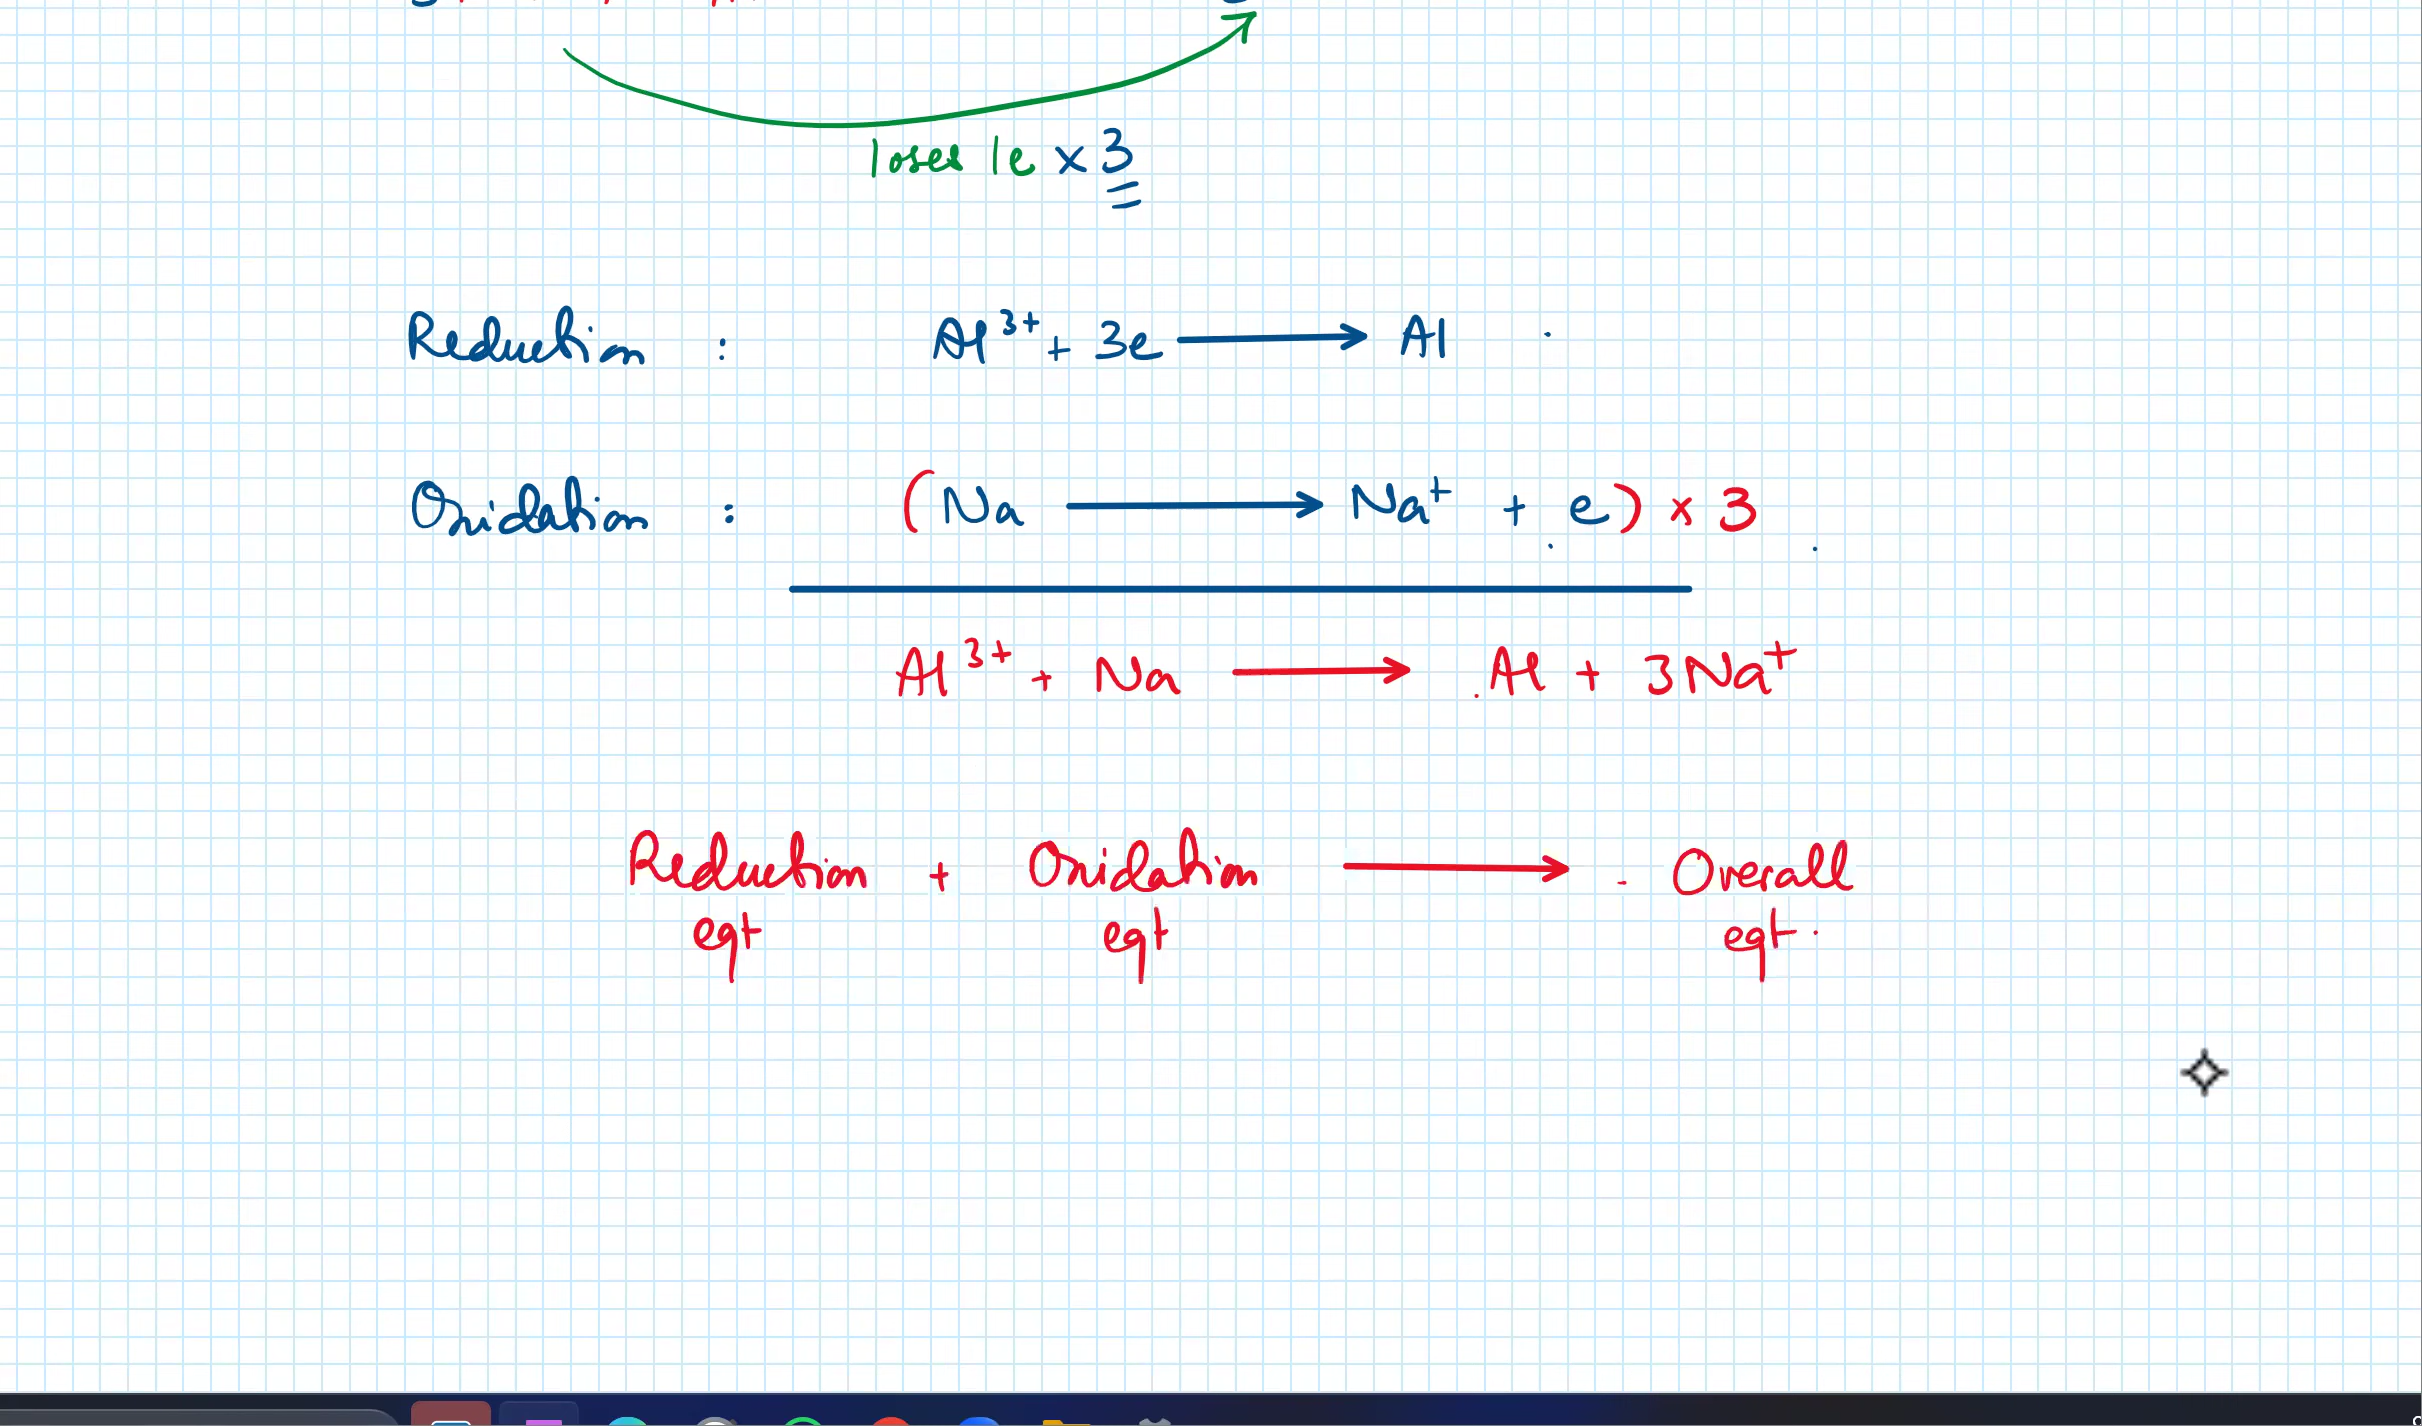 loses 1e × 3
Reduction : Al³⁺ + 3e ⟶ Al
Oxidation : (Na ⟶ Na⁺ + e) × 3
Al³⁺ + Na ⟶ Al + 3Na⁺
Reduction + Oxidation ⟶ Overall
eqt eqt eqt.